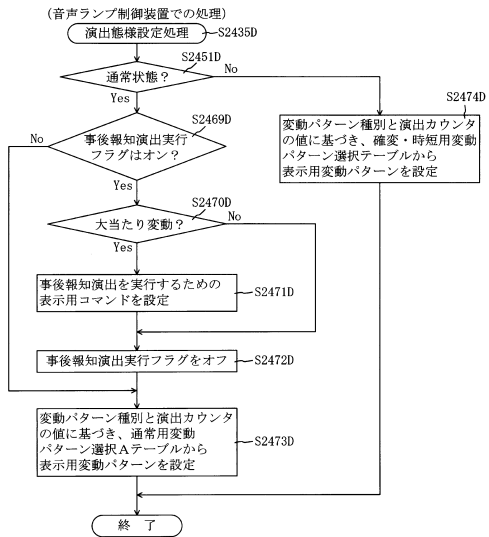 (音声ランプ制御装置での処理)
演出態様設定処理
S2435D
S2451D
通常状態?
No
Yes
S2474D
変動パターン種別と演出カウンタ
の値に基づき、確変・時短用変動
パターン選択テーブルから
表示用変動パターンを設定
S2469D
No
事後報知演出実行
フラグはオン?
Yes
S2470D
大当たり変動?
No
Yes
事後報知演出を実行するための
表示用コマンドを設定
S2471D
事後報知演出実行フラグをオフ
S2472D
変動パターン種別と演出カウンタ
の値に基づき、通常用変動
パターン選択Aテーブルから
表示用変動パターンを設定
S2473D
終 了